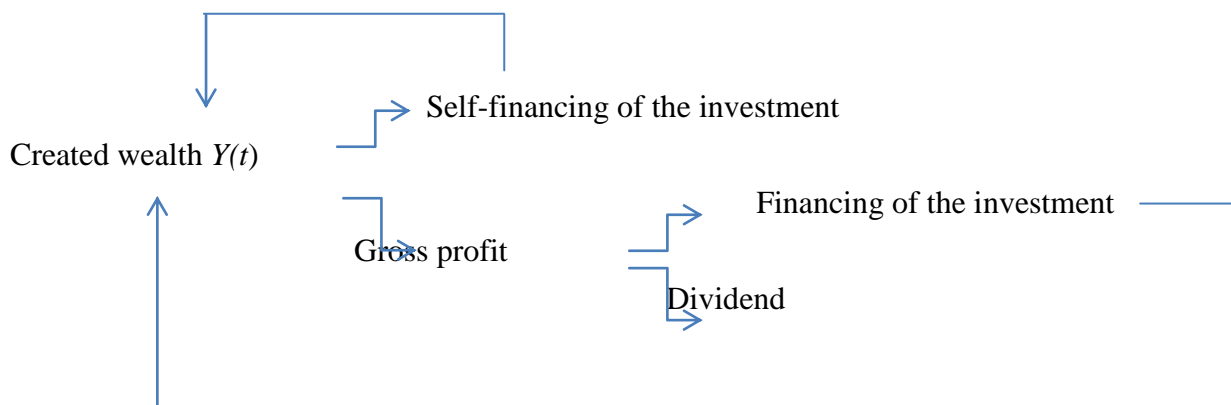 Self-financing of the investment
Created wealth Y(t)
Financing of the investment
Gross profit
Dividend